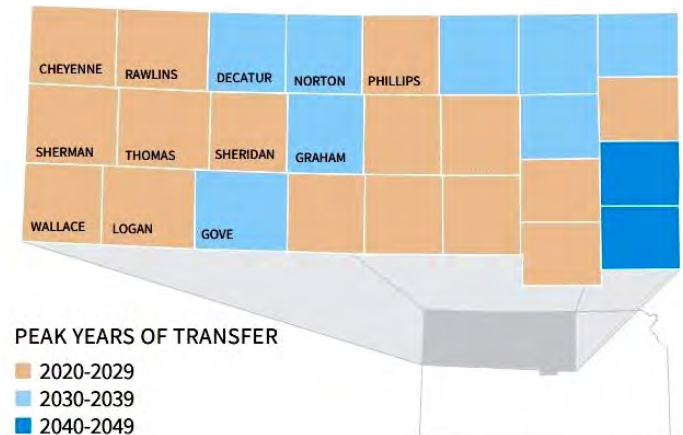 CHEYENNE RAWLINS DECATUR NORTON PHILLIPS
SHERMAN THOMAS SHERIDAN GRAHAM
WALLACE LOGAN GOVE
PEAK YEARS OF TRANSFER
2020-2029
2030-2039
2040-2049